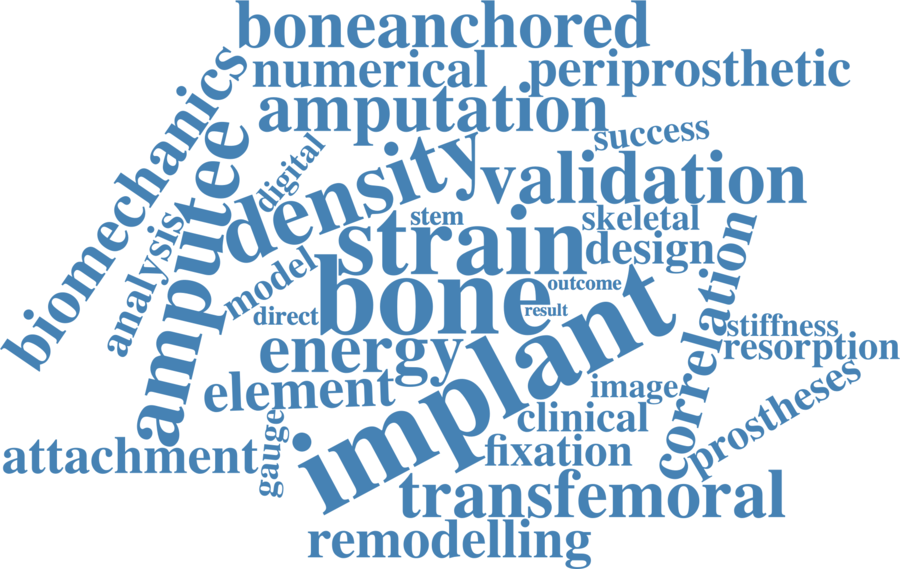 boneanchored
numerical
periprosthetic
amputation
success
biomechanics
amputee
digital
density
validation
analysis
stem
skeletal
strain
design
model
bone
outcome
direct
result
correlation
stiffness
energy
implant
resorption
element
image
prostheses
clinical
gauge
attachment
fixation
transfemoral
remodelling